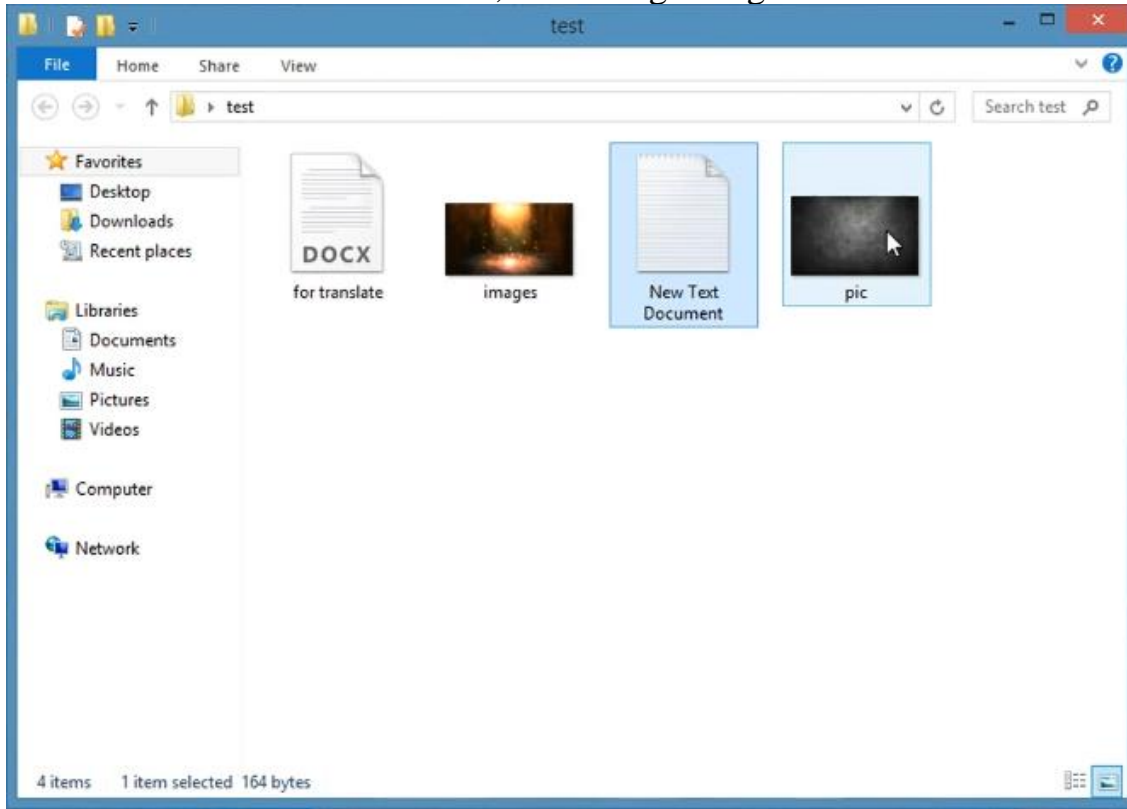 test
File Home Share View
test
Search test
Favorites
Desktop
Downloads
Recent places
Libraries
Documents
Music
Pictures
Videos
Computer
Network
DOCX
for translate
images
New Text
Document
pic
4 items 1 item selected 164 bytes